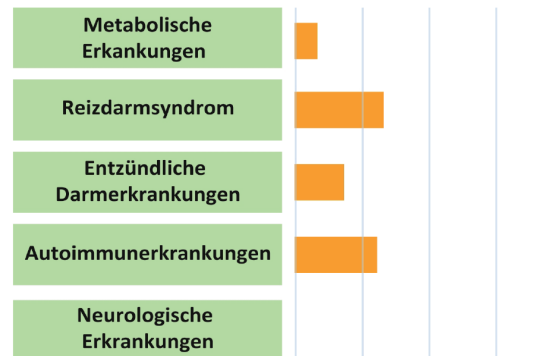 Metabolische
Erkankungen
Reizdarmsyndrom
Entzündliche
Darmerkrankungen
Autoimmunerkrankungen
Neurologische
Erkrankungen